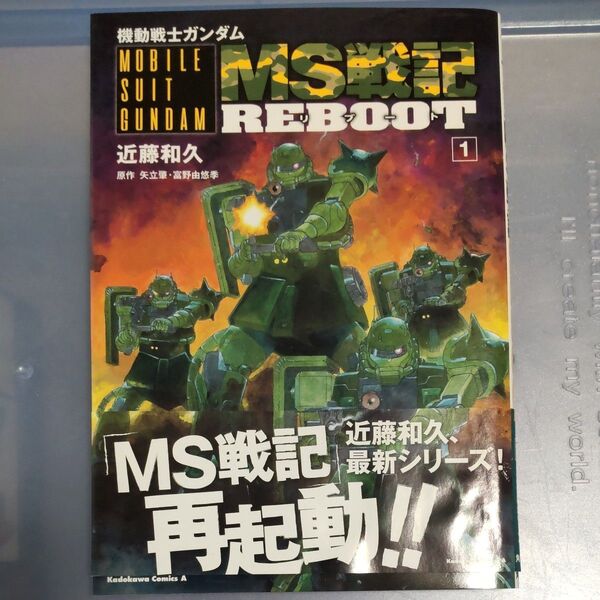 機動戦士ガンダム
MOBILE
SUIT
GUNDAM
MS戦記
REBOOT
リブート
1
近藤和久
原作 矢立肇・富野由悠季
「MS戦記」
再起動!!
近藤和久、
最新シリーズ!
Kadokawa Comics A
I'll create my world.